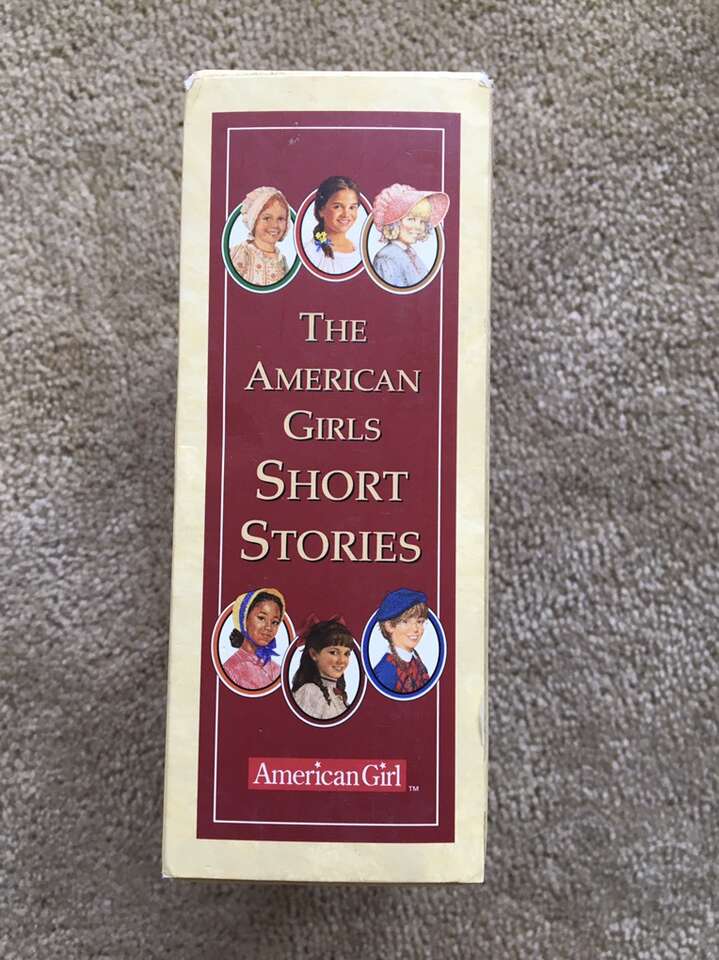 THE
AMERICAN
GIRLS
SHORT
STORIES
American Girl ™